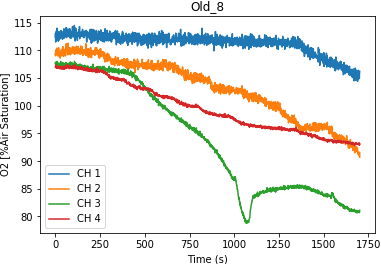 Old_8
O2 [%Air Saturation]
115
110
105
100
95
90
85
80
CH 1
CH 2
CH 3
CH 4
0 250 500 750 1000 1250 1500 1750
Time (s)